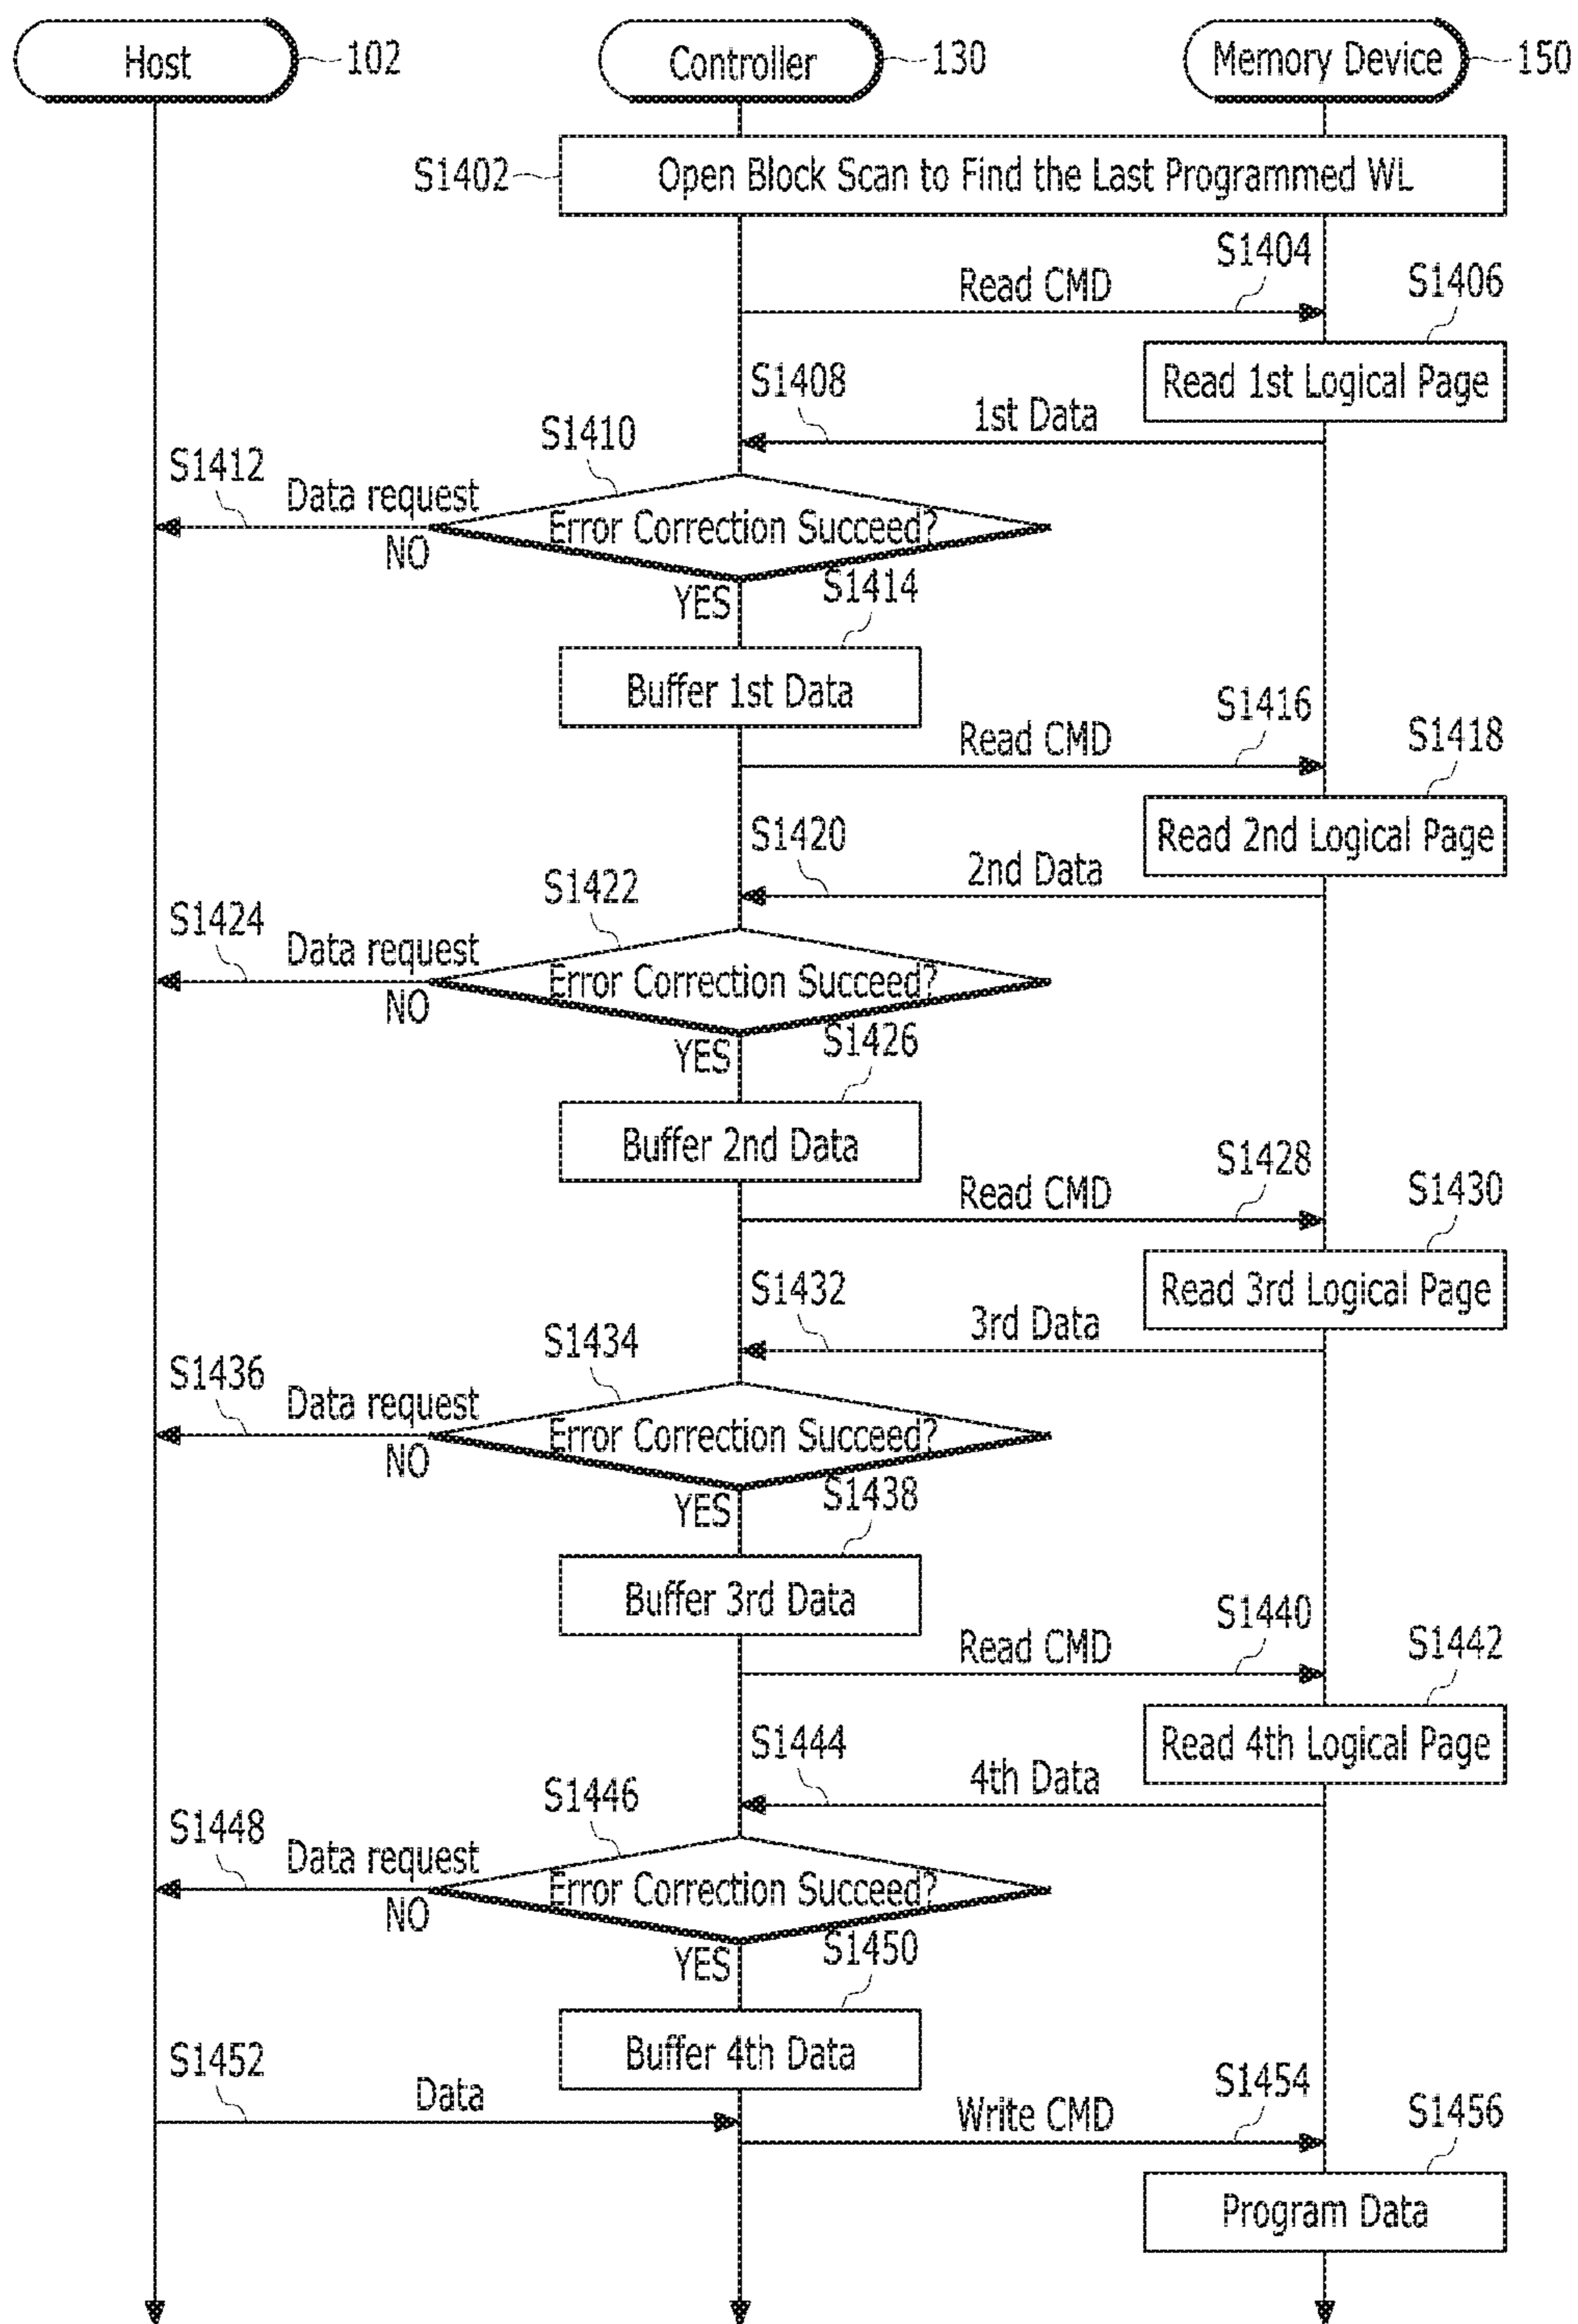 Host 102 Controller 130 Memory Device 150
S1402 Open Block Scan to Find the Last Programmed WL
S1404
Read CMD
S1406
Read 1st Logical Page
S1408
1st Data
S1410
Error Correction Succeed?
S1412
Data request
NO
YES
S1414
Buffer 1st Data
S1416
Read CMD
S1418
Read 2nd Logical Page
S1420
2nd Data
S1422
Error Correction Succeed?
S1424
Data request
NO
YES
S1426
Buffer 2nd Data
S1428
Read CMD
S1430
Read 3rd Logical Page
S1432
3rd Data
S1434
Error Correction Succeed?
S1436
Data request
NO
YES
S1438
Buffer 3rd Data
S1440
Read CMD
S1442
Read 4th Logical Page
S1444
4th Data
S1446
Error Correction Succeed?
S1448
Data request
NO
YES
S1450
Buffer 4th Data
S1452
Data
S1454
Write CMD
S1456
Program Data